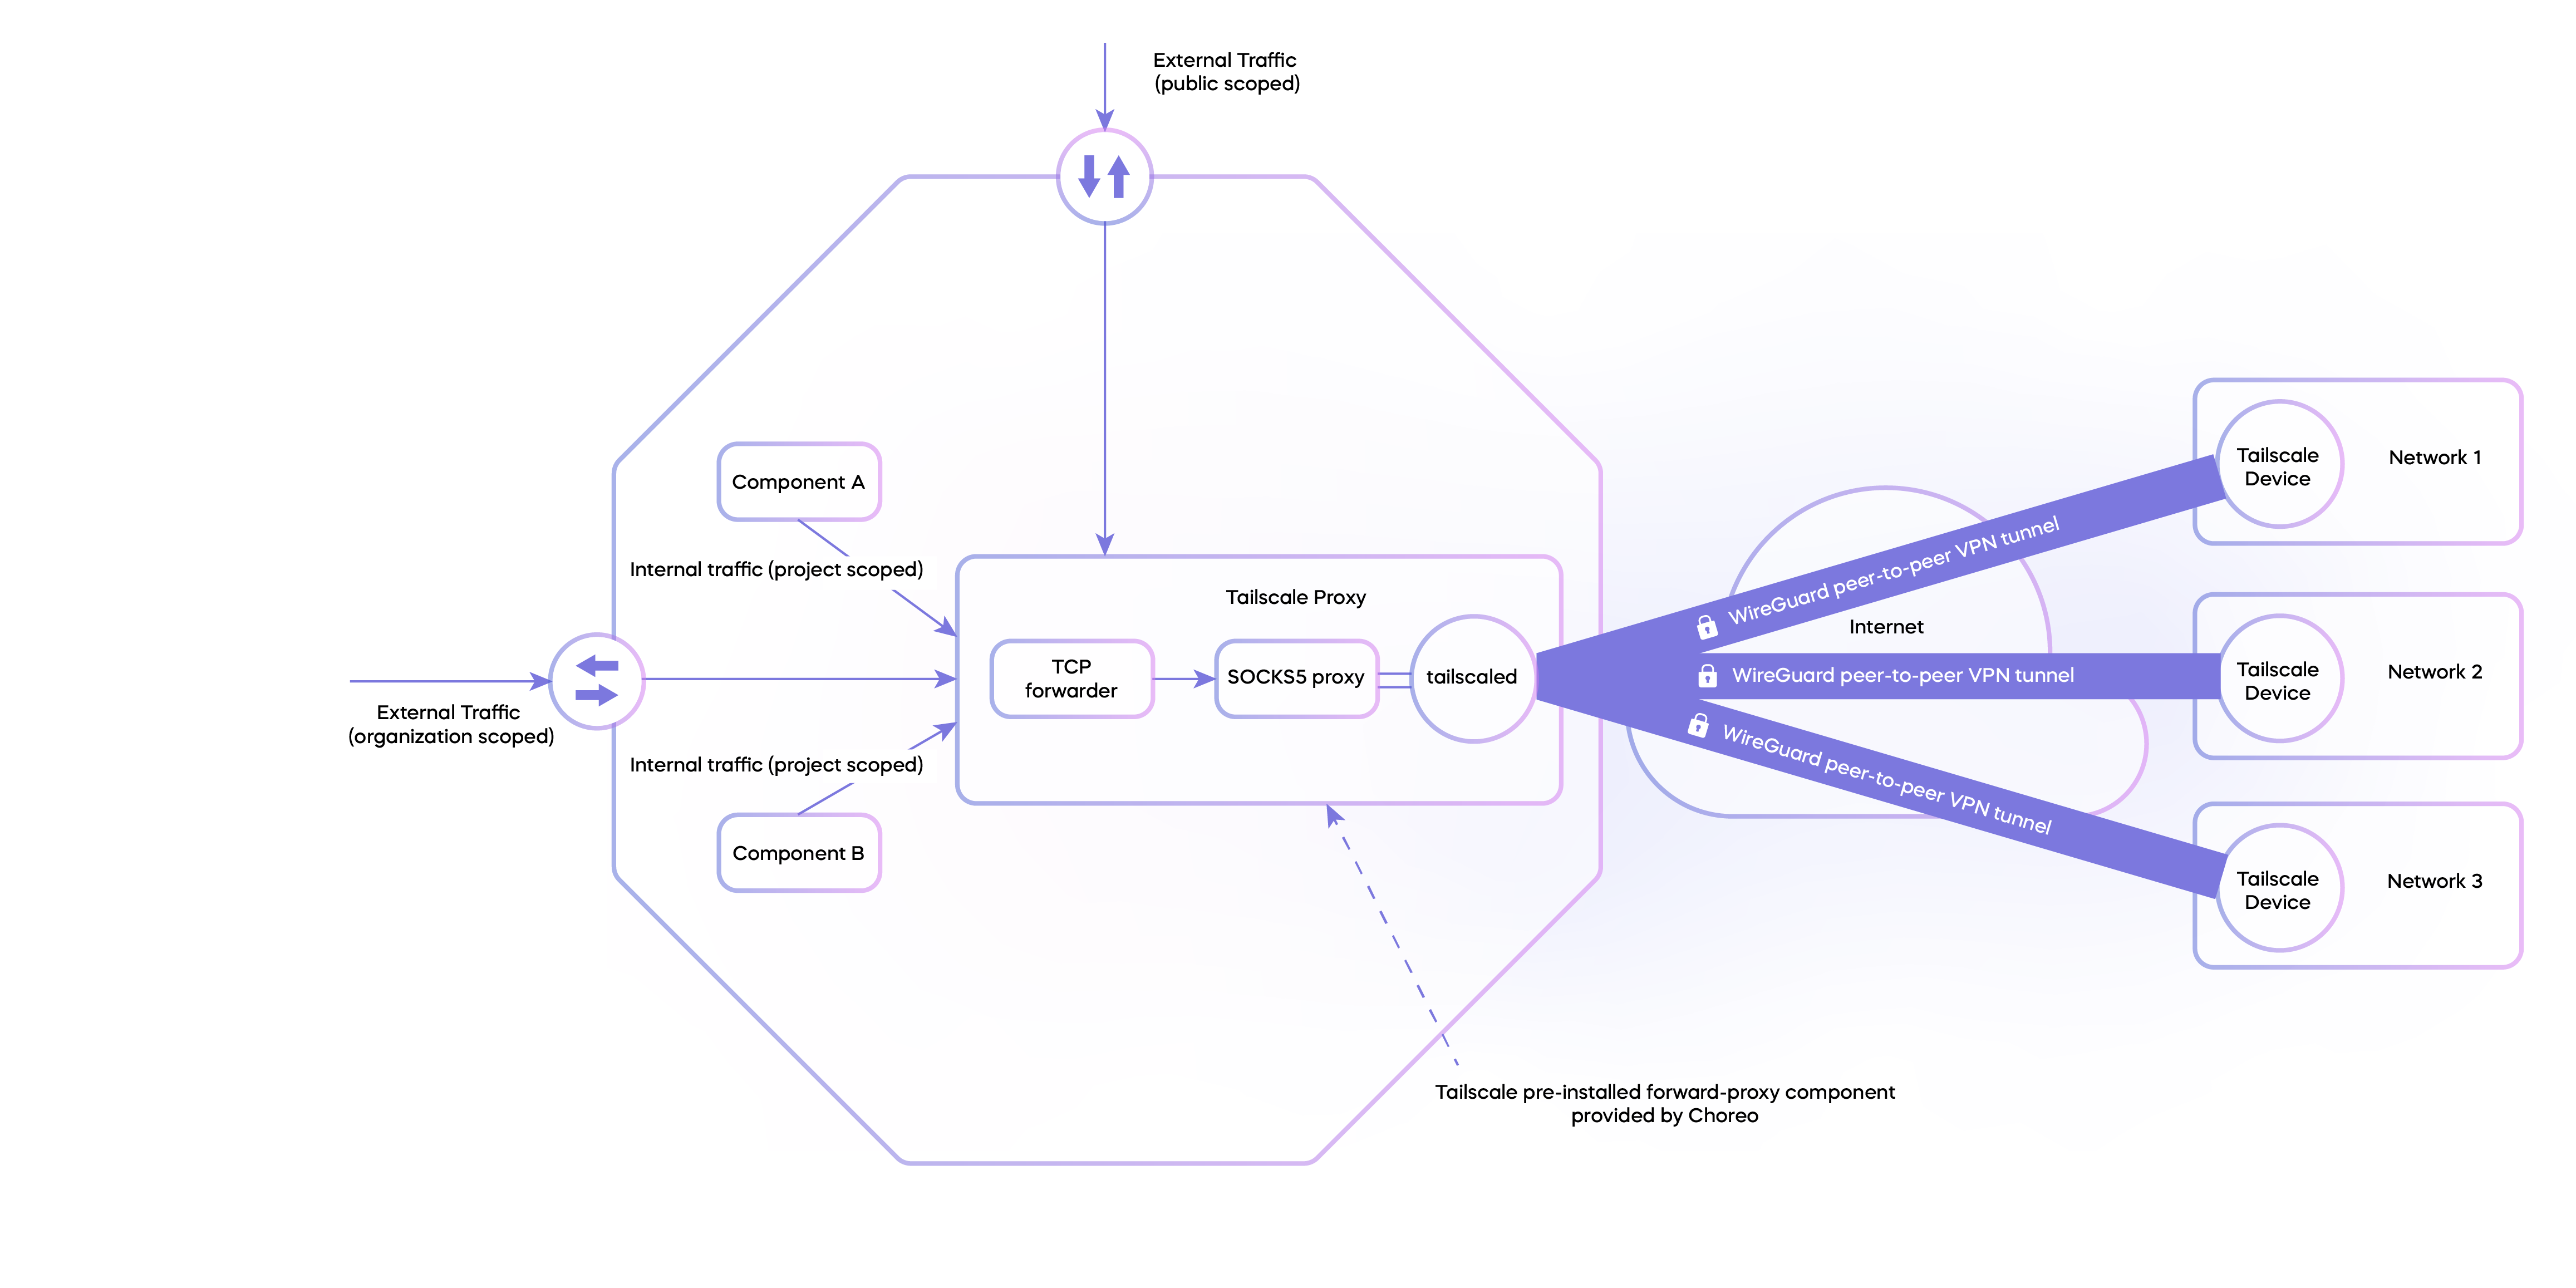 External Traffic
(public scoped)
Component A
Internal traffic (project scoped)
External Traffic
(organization scoped)
Internal traffic (project scoped)
Component B
Tailscale Proxy
TCP
forwarder
SOCKS5 proxy
tailscaled
WireGuard peer-to-peer VPN tunnel
Internet
WireGuard peer-to-peer VPN tunnel
WireGuard peer-to-peer VPN tunnel
Tailscale
Device
Network 1
Tailscale
Device
Network 2
Tailscale
Device
Network 3
Tailscale pre-installed forward-proxy component
provided by Choreo